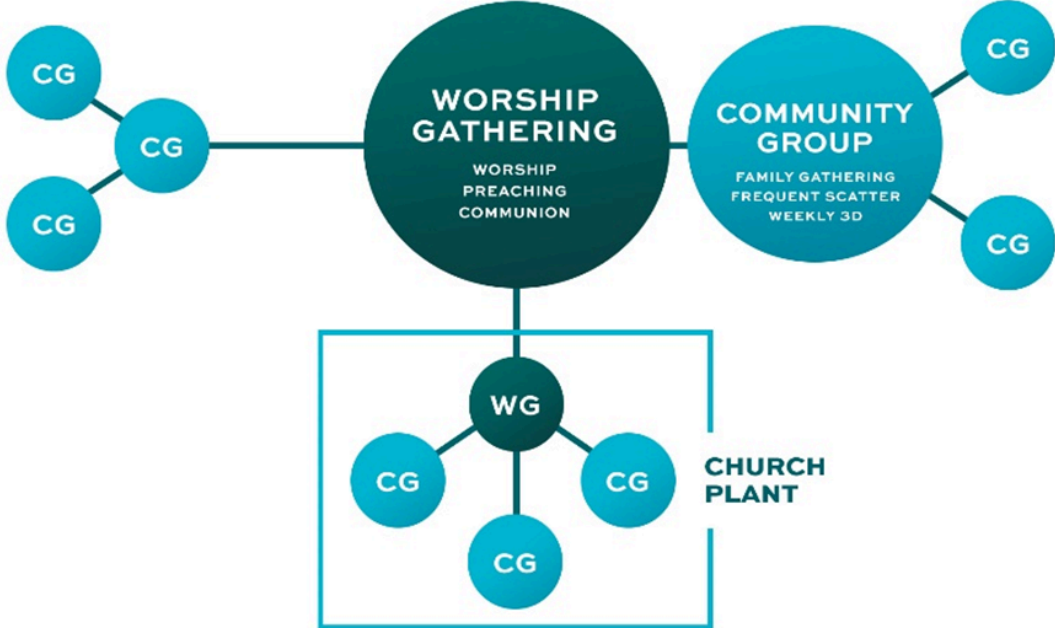 CG
CG
CG
WORSHIP
GATHERING
WORSHIP
PREACHING
COMMUNION
COMMUNITY
GROUP
FAMILY GATHERING
FREQUENT SCATTER
WEEKLY 3D
CG
CG
WG
CG
CG
CG
CHURCH
PLANT